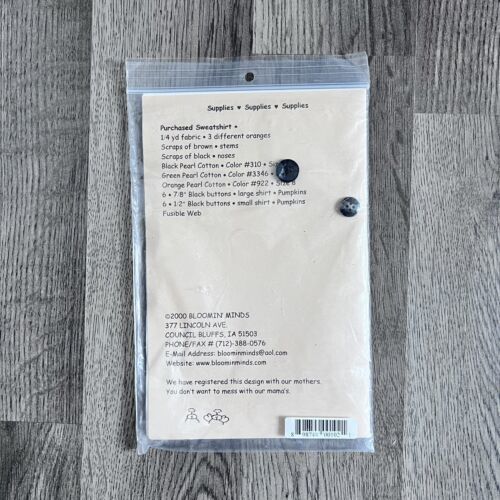 Supplies ♥ Supplies ♥ Supplies
Purchased Sweatshirt •
1/4 yd fabric • 3 different oranges
Scraps of brown • stems
Scraps of black • noses
Black Pearl Cotton • Color #310 •
Green Pearl Cotton • Color #3346 •
Orange Pearl Cotton • Color #922 • Size 8
6 • 7/8" Black buttons • large shirt • Pumpkins
6 • 1/2" Black buttons • small shirt • Pumpkins
Fusible Web
©2000 BLOOMIN' MINDS
377 LINCOLN AVE.
COUNCIL BLUFFS, IA 51503
PHONE/FAX # (712)-388-0576
E-Mail Address: bloominminds@aol.com
Website: www.bloominminds.com
We have registered this design with our mothers.
You don't want to mess with our mama's.